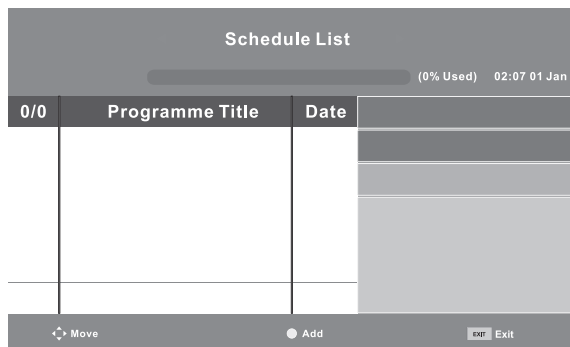 Schedule List
(0% Used) 02:07 01 Jan
0/0 Programme Title Date
Move Add EXIT Exit